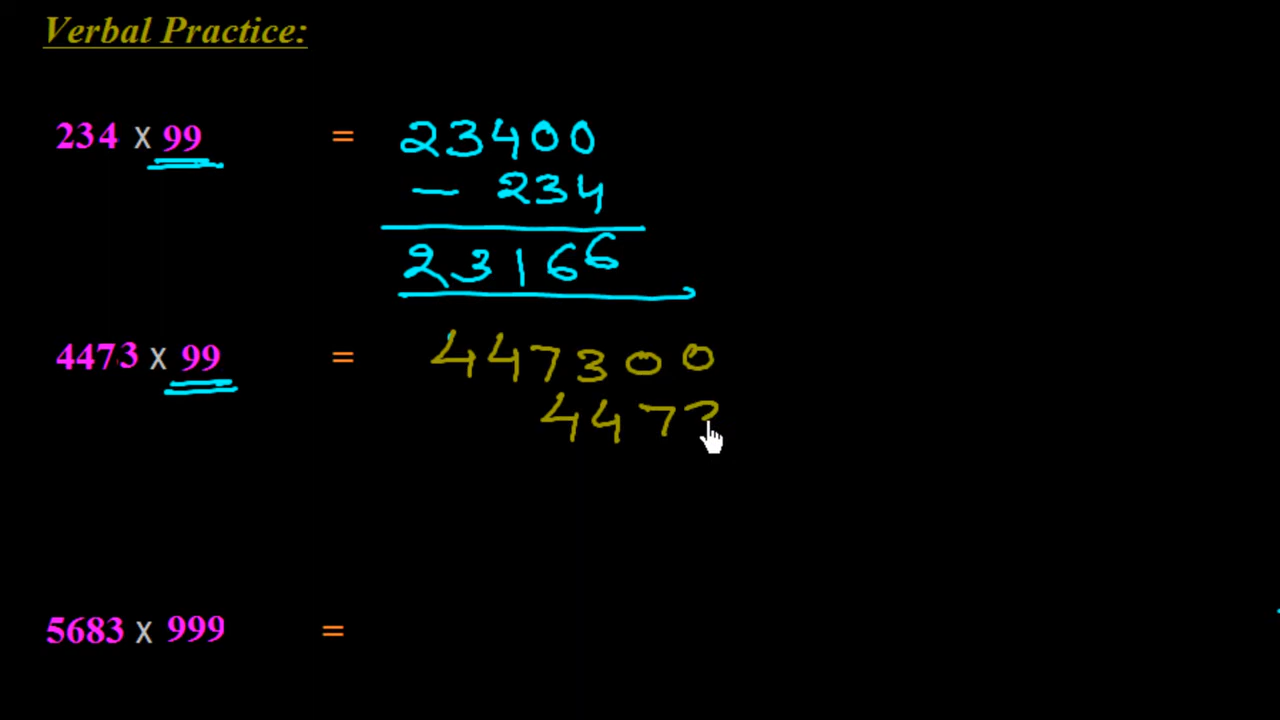 Verbal Practice:
234 X 99 = 23400
— 234
23166
4473 X 99 = 447300
4473
5683 X 999 =